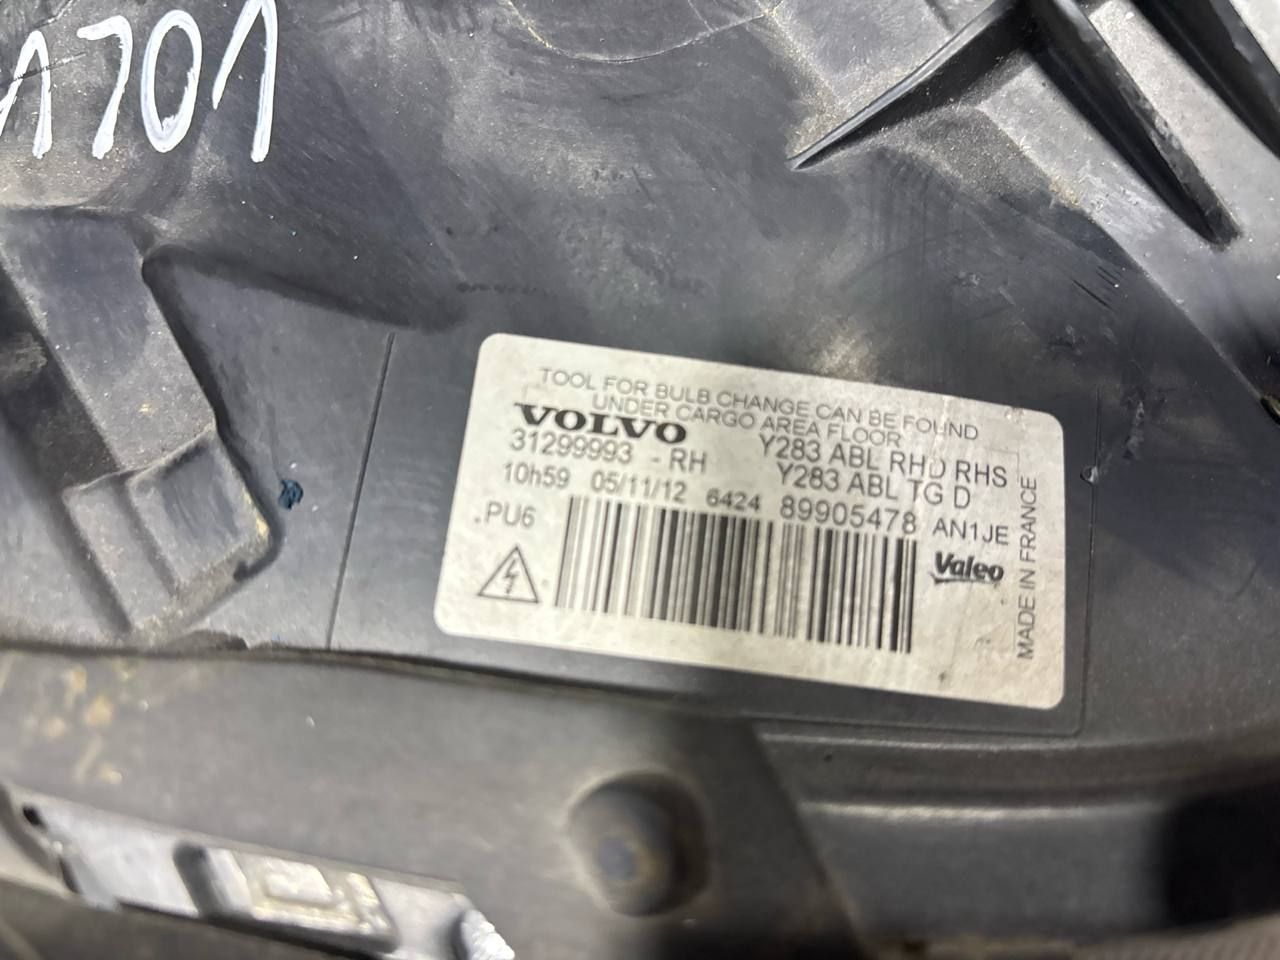 1701
TOOL FOR BULB CHANGE CAN BE FOUND
UNDER CARGO AREA FLOOR
VOLVO
31299993 - RH
Y283 ABL RHD RHS
Y283 ABL TG D
10h59 05/11/12 6424 89905478 AN1JE
.PU6
Valeo
MADE IN FRANCE